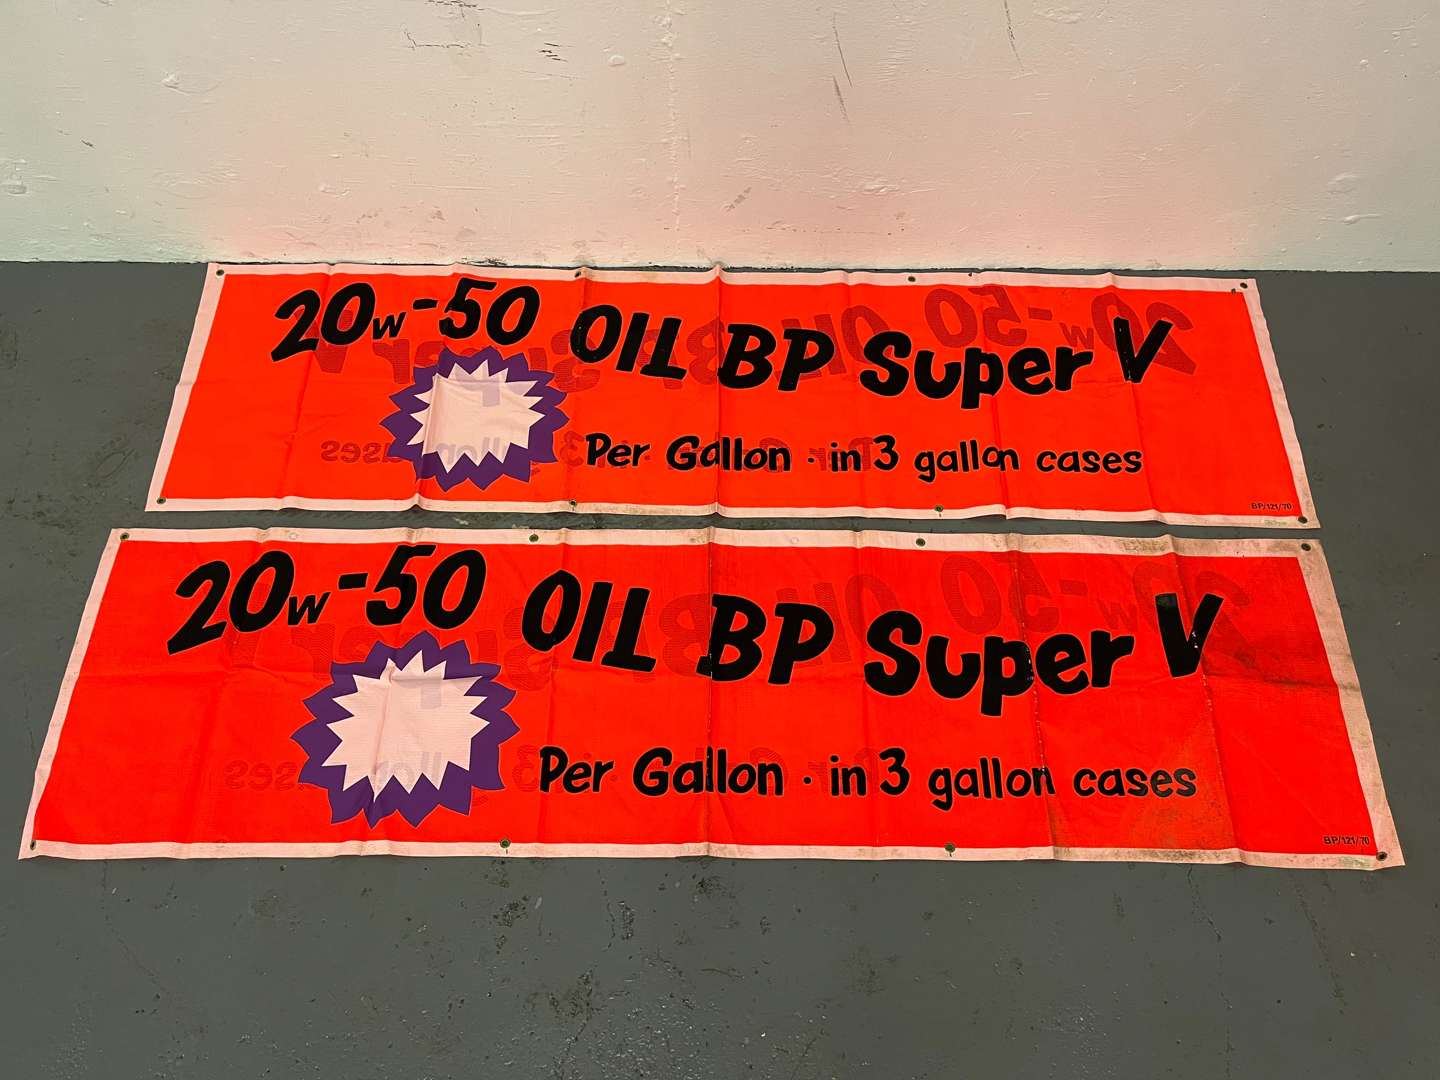 20w-50 OIL BP Super V
Per Gallon · in 3 gallon cases
BP/121/70
20w-50 OIL BP Super V
Per Gallon · in 3 gallon cases
BP/121/70